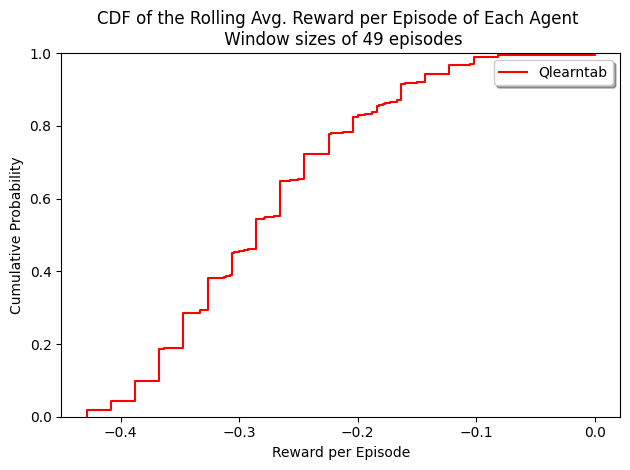 CDF of the Rolling Avg. Reward per Episode of Each Agent
Window sizes of 49 episodes
Qlearntab
Cumulative Probability
1.0
0.8
0.6
0.4
0.2
0.0
−0.4
−0.3
−0.2
−0.1
0.0
Reward per Episode